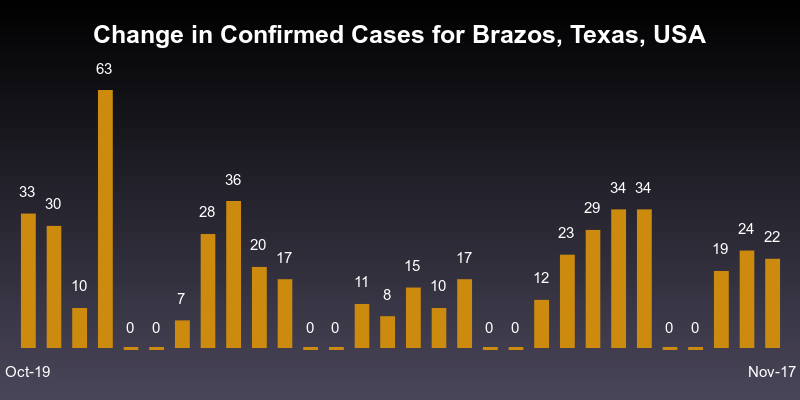 Change in Confirmed Cases for Brazos, Texas, USA
33 30 10 63 0 0 7 28 36 20 17 0 0 11 8 15 10 17 0 0 12 23 29 34 34 0 0 19 24 22
Oct-19 Nov-17